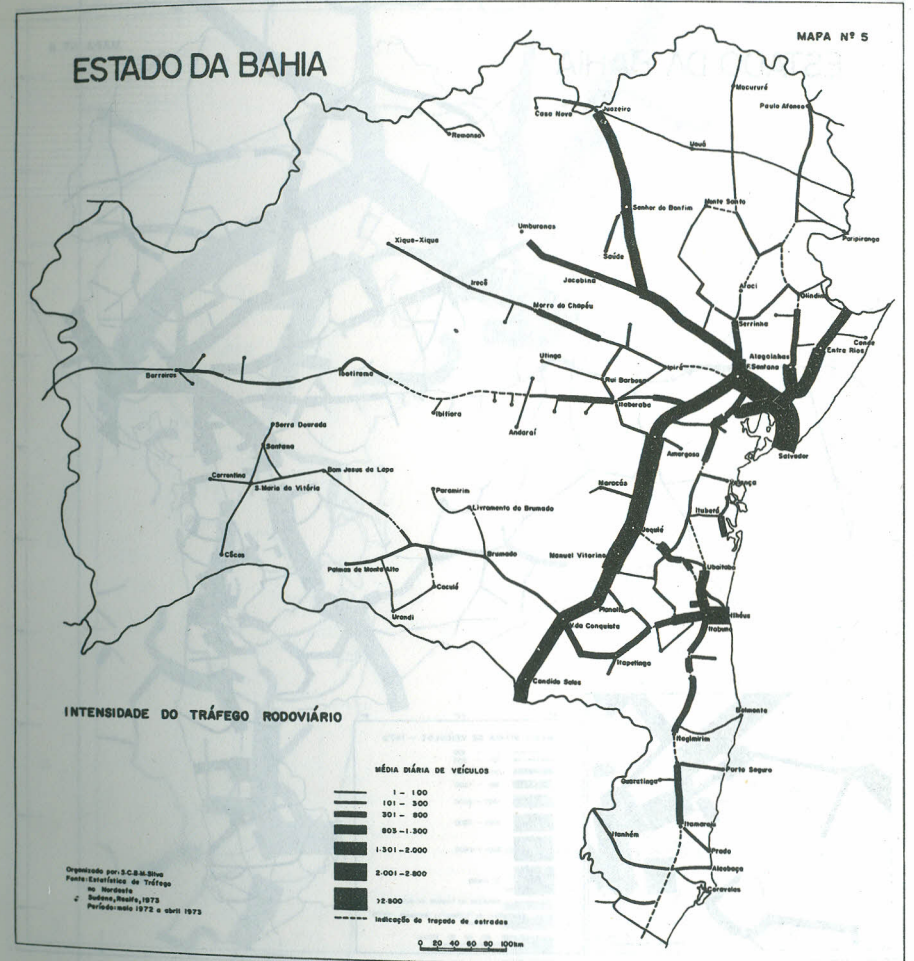 MAPA Nº 5
ESTADO DA BAHIA
Macururé
Paulo Afonso
Casa Nova
Juazeiro
Remanso
Uauá
Senhor do Bonfim
Monte Santo
Umburanas
Xique-Xique
Paripiranga
Saúde
Jacobina
Irecê
Araci
Olindina
Morro do Chapéu
Serrinha
Conde
Entre Rios
Alagoinhas
F.Santana
Utinga
Ipirá
Barreiras
Ibotirama
Rui Barbosa
Itaberaba
Ibitiara
Andaraí
Serra Dourada
Santana
Amargosa
Salvador
Correntina
S.Maria da Vitória
Bom Jesus da Lapa
Paramirim
Maracás
Valença
Livramento do Brumado
Ituberá
Jequié
Côcos
Brumado
Manuel Vitorino
Palmas de Monte Alto
Ubaitaba
Caculé
Urandi
Planalto
Ilhéus
V.da Conquista
Itabuna
Itapetinga
Candido Sales
INTENSIDADE DO TRÁFEGO RODOVIÁRIO
Belmonte
Itagimirim
Porto Seguro
Guaratinga
MÉDIA DIÁRIA DE VEÍCULOS
1 - 100
101 - 300
301 - 800
803 - 1.300
1.301 - 2.000
2.001 - 2.800
>2.800
indicação do traçado de estradas
Itamaraju
Itanhém
Prado
Alcobaça
Caravelas
Organizado por: S.C.B.M.Silva
Fonte: Estatística de Tráfego
no Nordeste
Sudene, Recife, 1973
Período: maio 1972 a abril 1973
0 20 40 60 80 100km